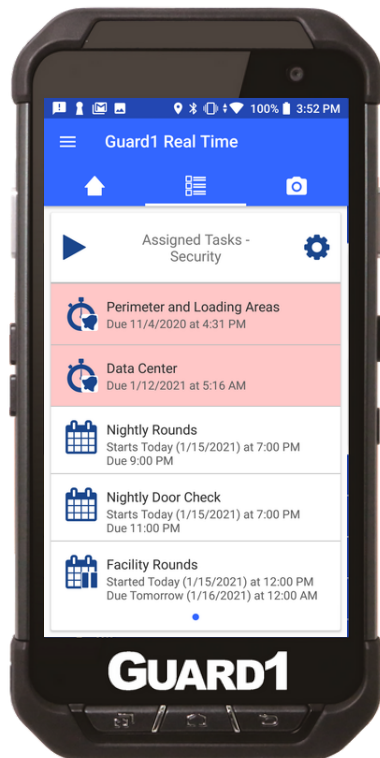 100% 3:52 PM
Guard1 Real Time
Assigned Tasks -
Security
Perimeter and Loading Areas
Due 11/4/2020 at 4:31 PM
Data Center
Due 1/12/2021 at 5:16 AM
Nightly Rounds
Starts Today (1/15/2021) at 7:00 PM
Due 9:00 PM
Nightly Door Check
Starts Today (1/15/2021) at 7:00 PM
Due 11:00 PM
Facility Rounds
Started Today (1/15/2021) at 12:00 PM
Due Tomorrow (1/16/2021) at 12:00 AM
GUARD1